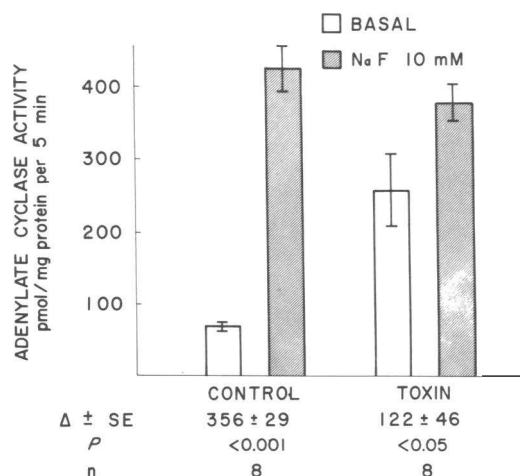 BASAL
NaF 10 mM
ADENYLATE CYCLASE ACTIVITY
pmol/mg protein per 5 min
400
300
200
100
CONTROL TOXIN
Δ ± SE 356 ± 29 122 ± 46
P <0.001 <0.05
n 8 8